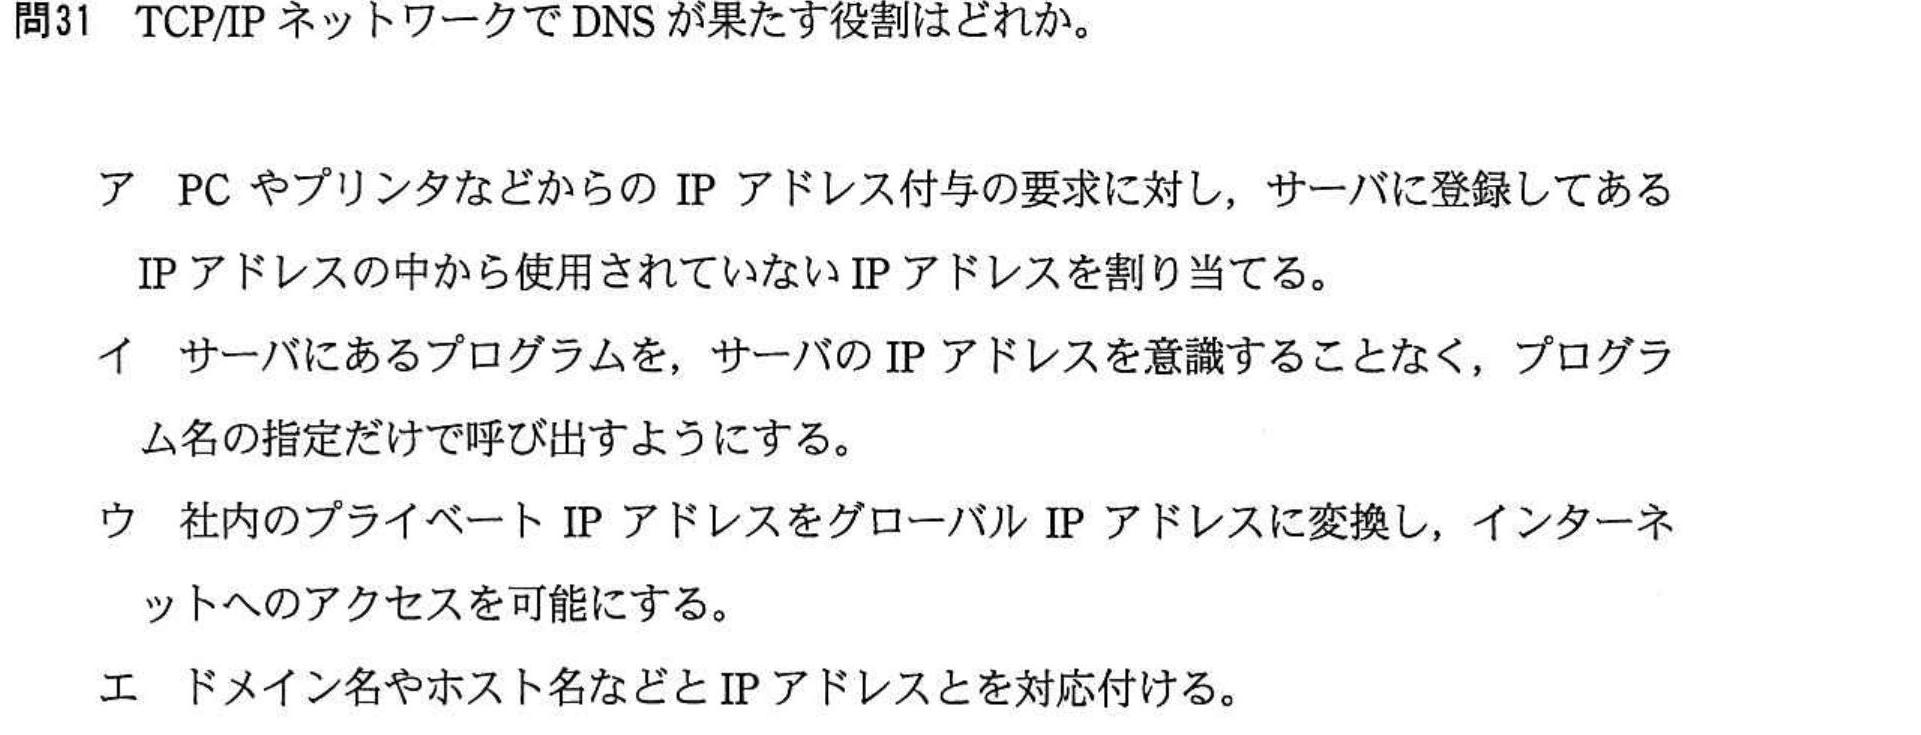 問31 TCP/IP ネットワークで DNS が果たす役割はどれか。
ア PC やプリンタなどからの IP アドレス付与の要求に対し，サーバに登録してある
IP アドレスの中から使用されていない IP アドレスを割り当てる。
イ サーバにあるプログラムを，サーバの IP アドレスを意識することなく，プログラ
ム名の指定だけで呼び出すようにする。
ウ 社内のプライベート IP アドレスをグローバル IP アドレスに変換し，インターネ
ットへのアクセスを可能にする。
エ ドメイン名やホスト名などと IP アドレスとを対応付ける。